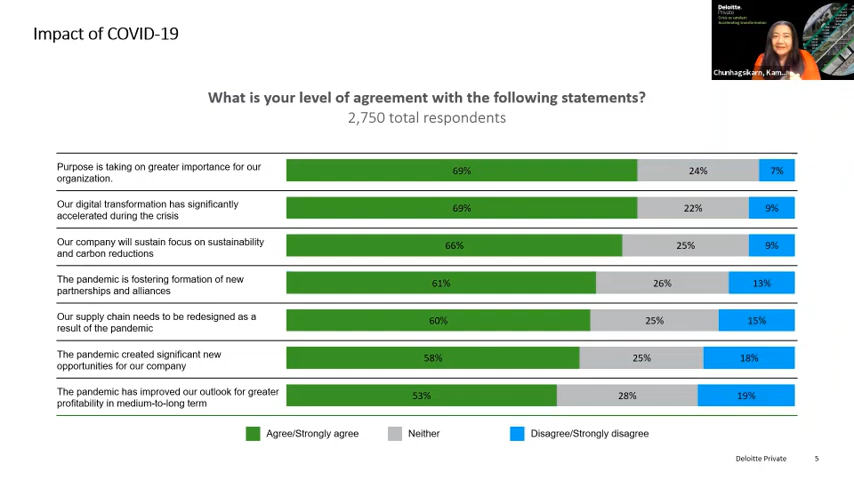 Impact of COVID-19
Deloitte.
Private
Crisis as catalyst
Accelerating transformation
Chunhagsikarn, Kam...
What is your level of agreement with the following statements?
2,750 total respondents
Purpose is taking on greater importance for our
organization.
69% 24% 7%
Our digital transformation has significantly
accelerated during the crisis
69% 22% 9%
Our company will sustain focus on sustainability
and carbon reductions
66% 25% 9%
The pandemic is fostering formation of new
partnerships and alliances
61% 26% 13%
Our supply chain needs to be redesigned as a
result of the pandemic
60% 25% 15%
The pandemic created significant new
opportunities for our company
58% 25% 18%
The pandemic has improved our outlook for greater
profitability in medium-to-long term
53% 28% 19%
Agree/Strongly agree Neither Disagree/Strongly disagree
Deloitte Private 5